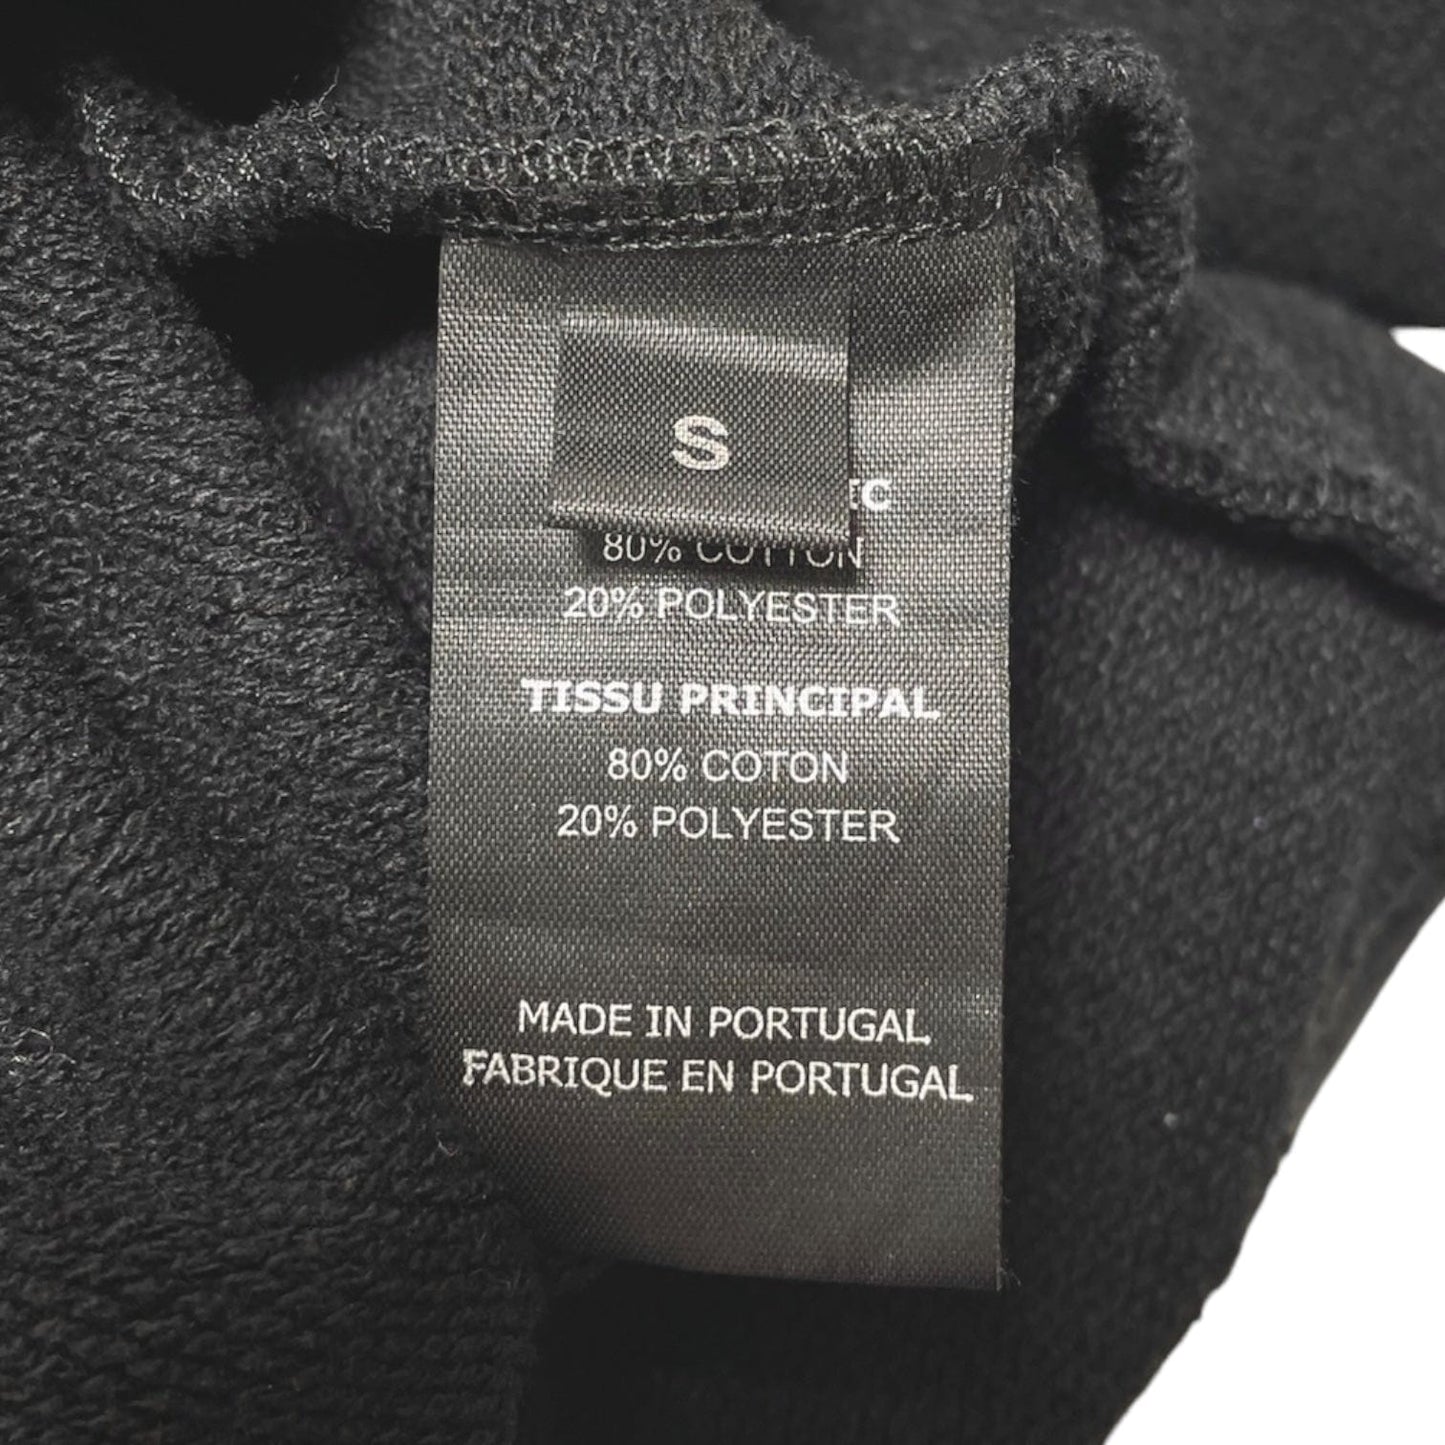 S
80% COTTON
20% POLYESTER
TISSU PRINCIPAL
80% COTON
20% POLYESTER
MADE IN PORTUGAL
FABRIQUE EN PORTUGAL